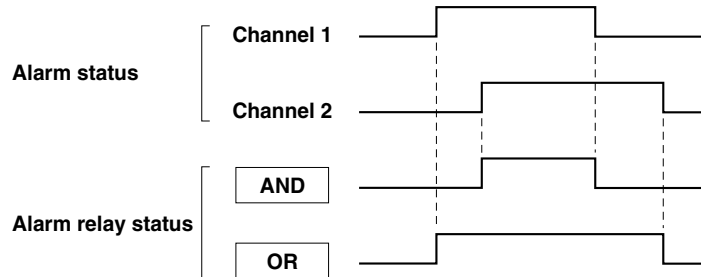 Channel 1
Alarm status
Channel 2
AND
Alarm relay status
OR